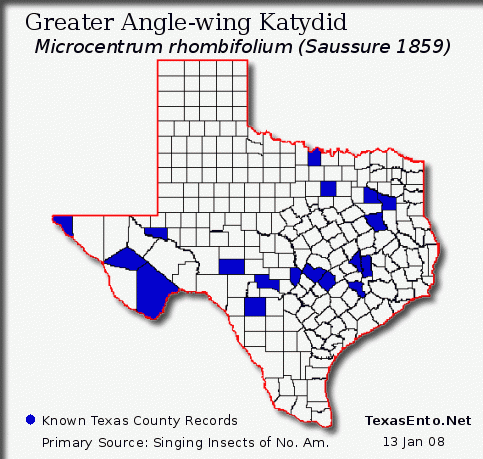 Greater Angle-wing Katydid
Microcentrum rhombifolium (Saussure 1859)
Known Texas County Records
TexasEnto.Net
Primary Source: Singing Insects of No. Am.
13 Jan 08